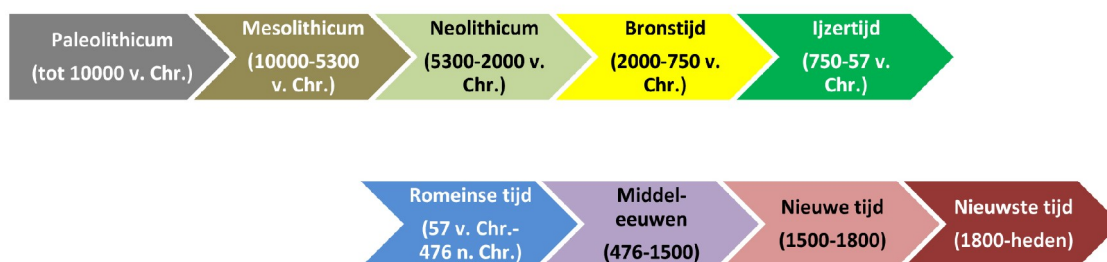 Paleolithicum
(tot 10000 v. Chr.)
Mesolithicum
(10000-5300
v. Chr.)
Neolithicum
(5300-2000 v.
Chr.)
Bronstijd
(2000-750 v.
Chr.)
Ijzertijd
(750-57 v.
Chr.)
Romeinse tijd
(57 v. Chr.-
476 n. Chr.)
Middel-
eeuwen
(476-1500)
Nieuwe tijd
(1500-1800)
Nieuwste tijd
(1800-heden)